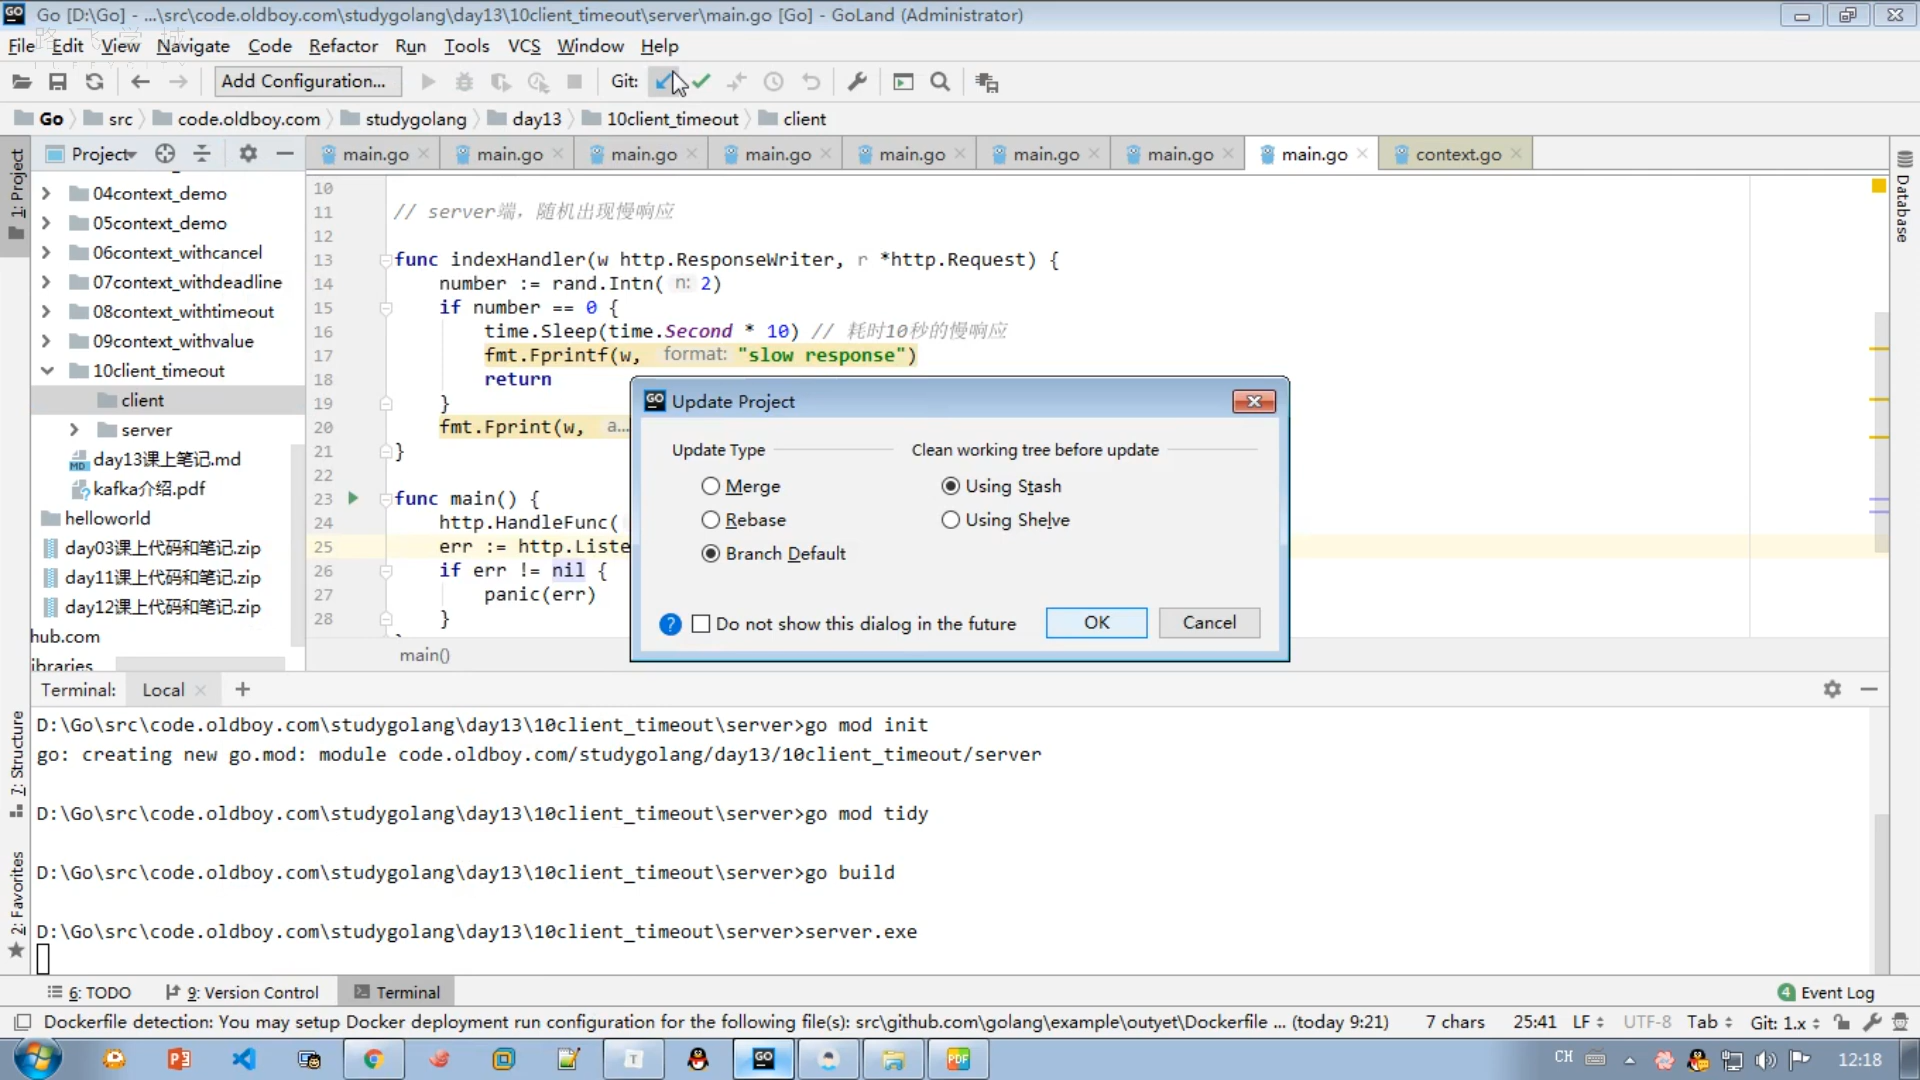 Go [D:\Go] - ...\src\code.oldboy.com\studygolang\day13\10client_timeout\server\main.go [Go] - GoLand (Administrator)
File Edit View Navigate Code Refactor Run Tools VCS Window Help
Add Configuration... Git:
Go src code.oldboy.com studygolang day13 10client_timeout client
1: Project
Project
main.go main.go main.go main.go main.go main.go main.go main.go context.go
Database
04context_demo
05context_demo
06context_withcancel
07context_withdeadline
08context_withtimeout
09context_withvalue
10client_timeout
client
server
day13课上笔记.md
kafka介绍.pdf
helloworld
day03课上代码和笔记.zip
day11课上代码和笔记.zip
day12课上代码和笔记.zip
hub.com
ibraries
10
11 // server端，随机出现慢响应
12
13 func indexHandler(w http.ResponseWriter, r *http.Request) {
14 number := rand.Intn( n: 2)
15 if number == 0 {
16 time.Sleep(time.Second * 10) // 耗时10秒的慢响应
17 fmt.Fprintf(w, format: "slow response")
18 return
19 }
20 fmt.Fprint(w, a...
21 }
22
23 func main() {
24 http.HandleFunc(
25 err := http.Liste
26 if err != nil {
27 panic(err)
28 }
main()
Update Project
Update Type
Clean working tree before update
Merge
Using Stash
Rebase
Using Shelve
Branch Default
Do not show this dialog in the future
OK
Cancel
Terminal: Local
7: Structure
2: Favorites
D:\Go\src\code.oldboy.com\studygolang\day13\10client_timeout\server>go mod init
go: creating new go.mod: module code.oldboy.com/studygolang/day13/10client_timeout/server
D:\Go\src\code.oldboy.com\studygolang\day13\10client_timeout\server>go mod tidy
D:\Go\src\code.oldboy.com\studygolang\day13\10client_timeout\server>go build
D:\Go\src\code.oldboy.com\studygolang\day13\10client_timeout\server>server.exe
6: TODO 9: Version Control Terminal 4 Event Log
Dockerfile detection: You may setup Docker deployment run configuration for the following file(s): src\github.com\golang\example\outyet\Dockerfile ... (today 9:21) 7 chars 25:41 LF UTF-8 Tab Git: 1.x
CH 12:18